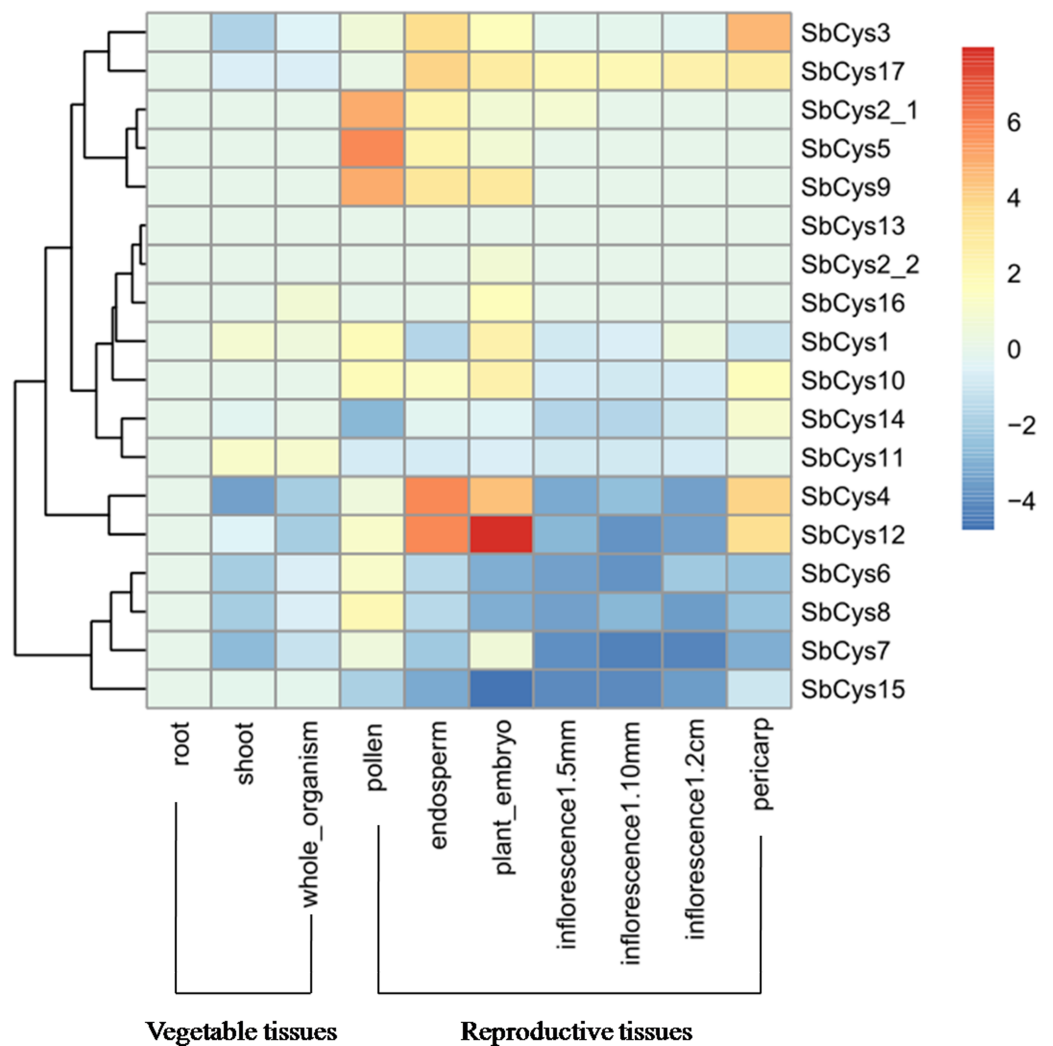 SbCys3
SbCys17
SbCys2_1
SbCys5
SbCys9
SbCys13
SbCys2_2
SbCys16
SbCys1
SbCys10
SbCys14
SbCys11
SbCys4
SbCys12
SbCys6
SbCys8
SbCys7
SbCys15
6
4
2
0
−2
−4
root
shoot
whole_organism
pollen
endosperm
plant_embryo
inflorescence1.5mm
inflorescence1.10mm
inflorescence1.2cm
pericarp
Vegetable tissues
Reproductive tissues